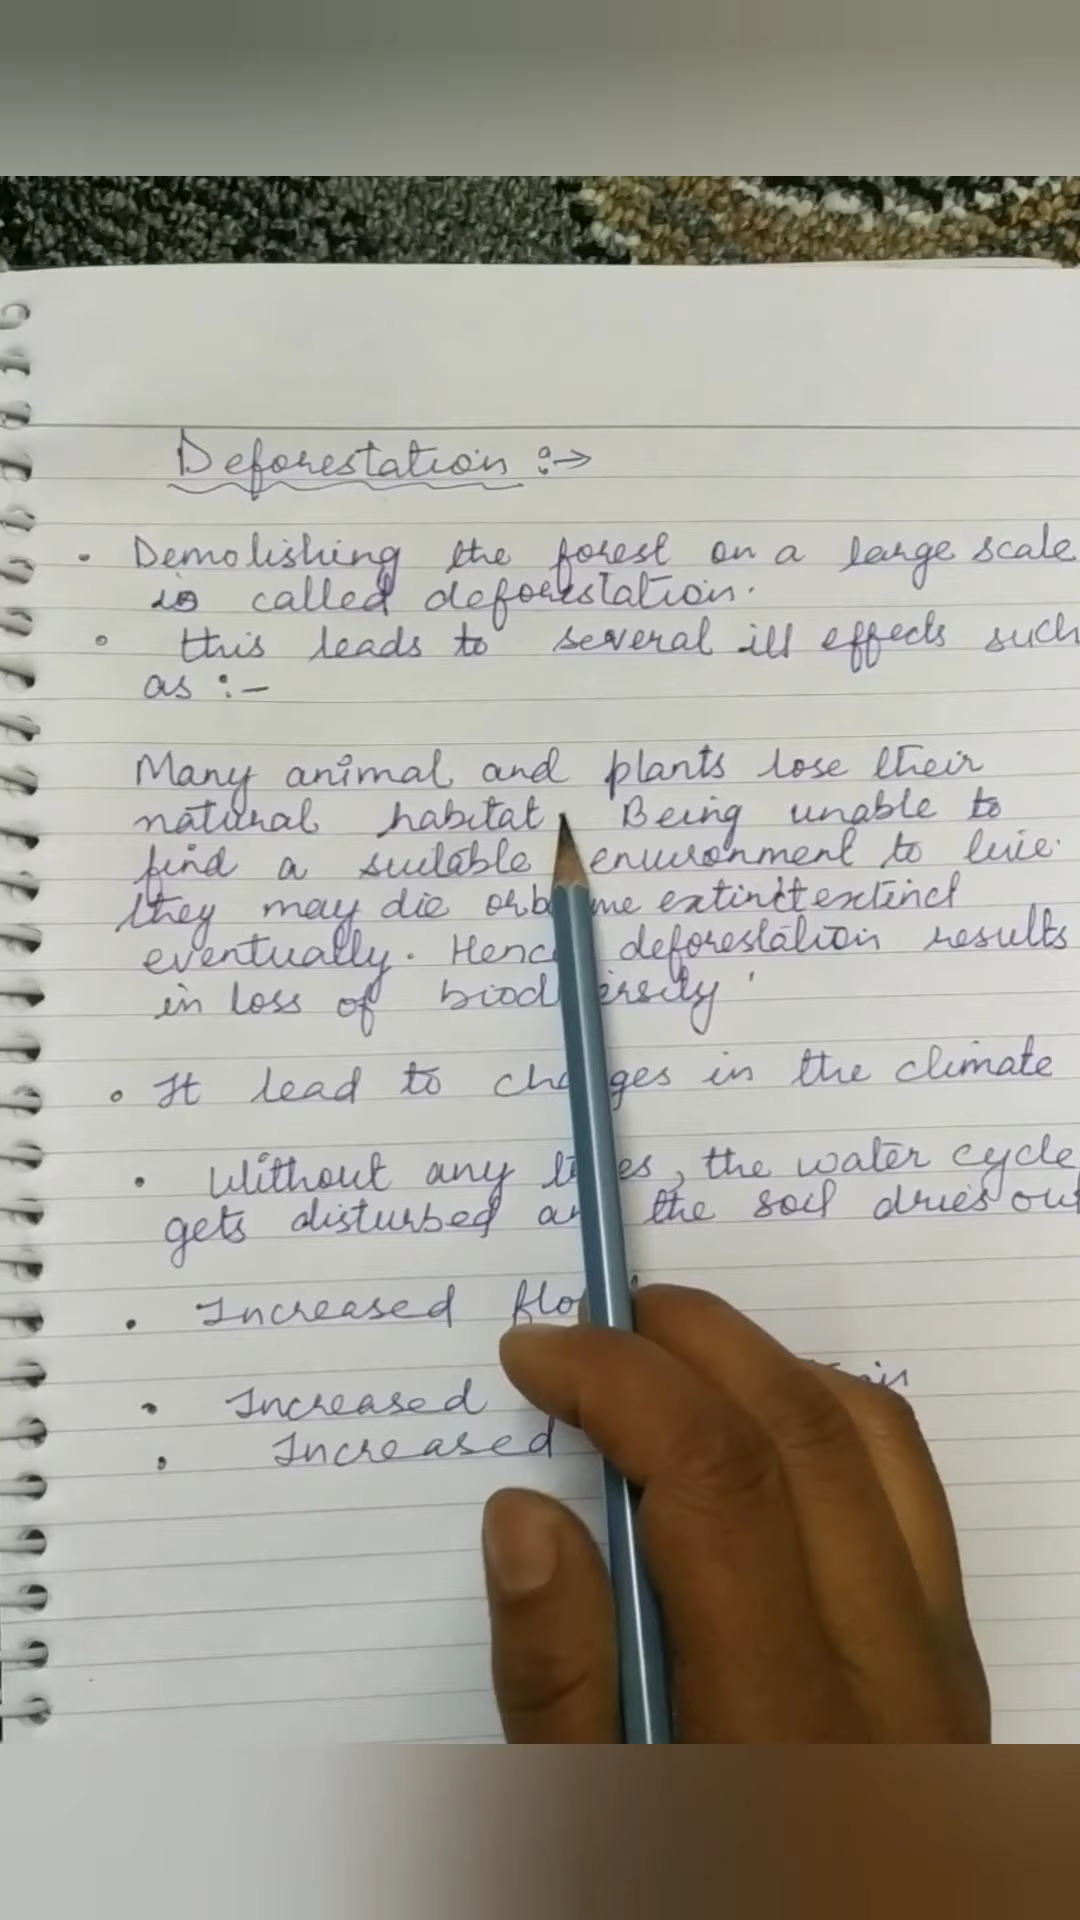 Deforestation :→
• Demolishing the forest on a large scale
is called deforestation.
• this leads to several ill effects such
as :-
Many animal and plants lose their
natural habitat. Being unable to
find a suitable environment to live.
they may die or me extinct extinct
eventually. Hence deforestation results
in loss of biodiversity
• It lead to changes in the climate
• Without any trees, the water cycle
gets disturbed the soil dries out
• Increased
• Increased
• Increased